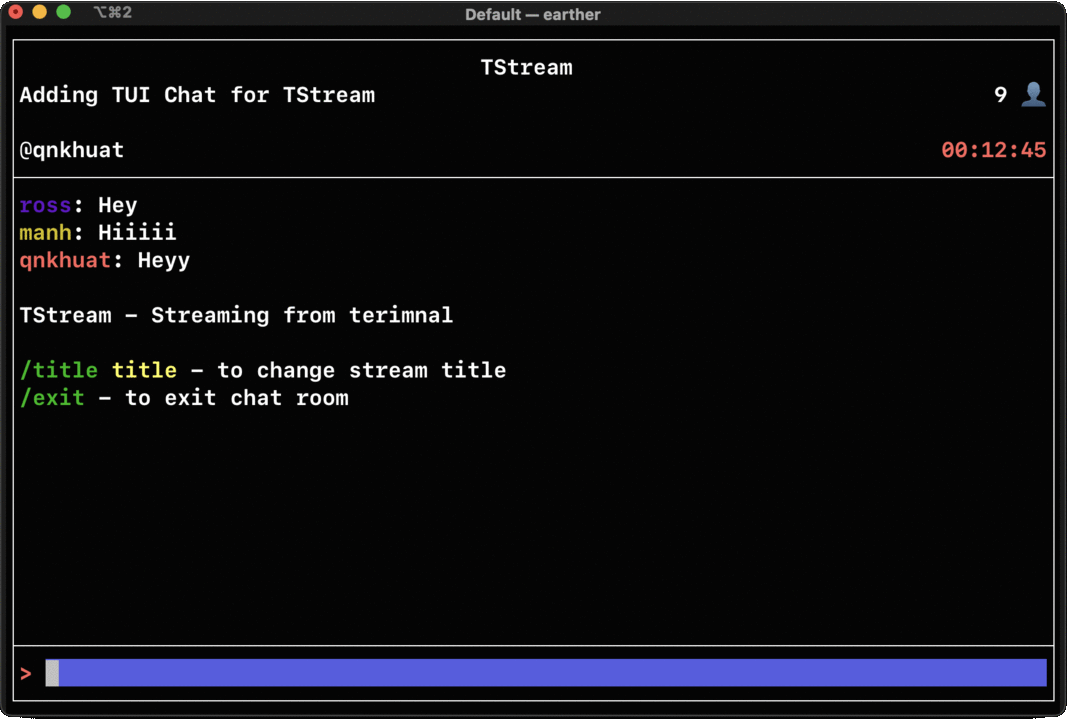 ⌥⌘2 Default — earther
TStream
Adding TUI Chat for TStream 9
@qnkhuat 00:12:45
ross: Hey
manh: Hiiiii
qnkhuat: Heyy
TStream – Streaming from terimnal
/title title – to change stream title
/exit – to exit chat room
>